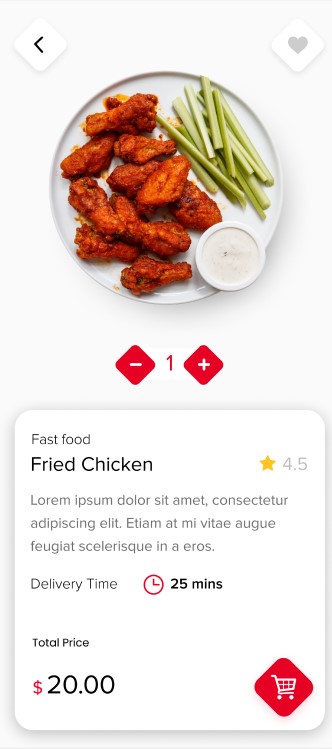 1
Fast food
Fried Chicken
4.5
Lorem ipsum dolor sit amet, consectetur
adipiscing elit. Etiam at mi vitae augue
feugiat scelerisque in a eros.
Delivery Time 25 mins
Total Price
$ 20.00